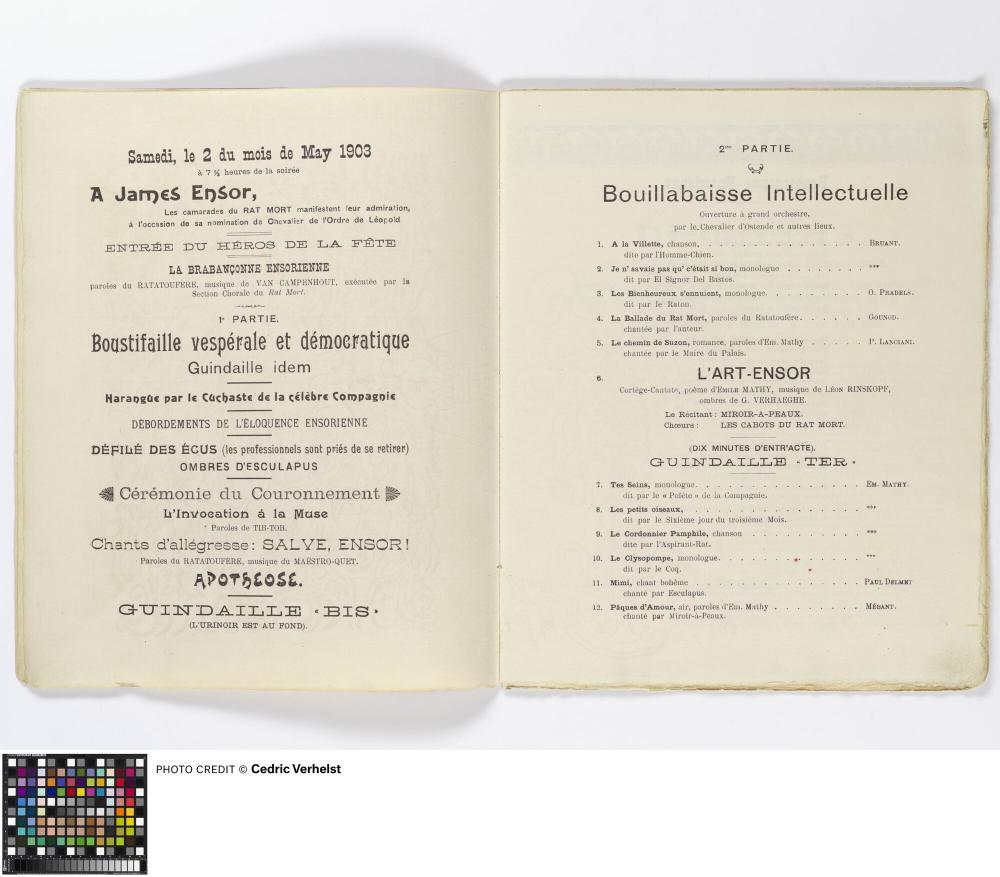 Samedi, le 2 du mois de May 1903
à 7 ½ heures de la soirée
A James Ensor,
Les camarades du RAT MORT manifestent leur admiration,
à l'occasion de sa nomination de Chevalier de l'Ordre de Léopold
ENTRÉE DU HÉROS DE LA FÊTE
LA BRABANÇONNE ENSORIENNE
paroles du RATATOUFERE, musique de VAN CAMPENHOUT, exécutée par la
Section Chorale du Rat Mort.
1e PARTIE.
Boustifaille vespérale et démocratique
Guindaille idem
Harangue par le Cuchaste de la célèbre Compagnie
DÉBORDEMENTS DE L'ÉLOQUENCE ENSORIENNE
DÉFILÉ DES ÉCUS (les professionnels sont priés de se retirer)
OMBRES D'ESCULAPUS
Cérémonie du Couronnement
L'Invocation á la Muse
Paroles de TIB-TOB.
Chants d'allégresse: SALVE, ENSOR!
Paroles du RATATOUFERE, musique du MAËSTRO-QUET.
APOTHEOSE.
GUINDAILLE «BIS»
(L'URINOIR EST AU FOND).
2me PARTIE.
Bouillabaisse Intellectuelle
Ouverture à grand orchestre,
par le Chevalier d'Ostende et autres lieux.
1. A la Villette, chanson, . . . . . . . . . . . . . . BRUANT.
dite par l'Homme-Chien.
2. Je n' savais pas qu' c'était si bon, monologue . . . . . . . ***
dit par El Signor Del Bastos.
3. Les Bienheureux s'ennuient, monologue. . . . . . . . . O. PRADELS.
dit par le Raton.
4. La Ballade du Rat Mort, paroles du Ratatoufère. . . . . . GOUNOD.
chantée par l'auteur.
5. Le chemin de Suzon, romance, paroles d'Em. Mathy . . . . . P. LANCIANI.
chantée par le Maire du Palais.
6. L'ART-ENSOR
Cortège-Cantate, poème d'EMILE MATHY, musique de LÉON RINSKOPF,
ombres de G. VERHAEGHE.
Le Récitant : MIROIR-A-PEAUX.
Chœurs : LES CABOTS DU RAT MORT.
(DIX MINUTES D'ENTR'ACTE).
GUINDAILLE «TER»
7. Tes Seins, monologue. . . . . . . . . . . . . . . EM. MATHY.
dit par le « Poléte » de la Compagnie.
8. Les petits oiseaux, . . . . . . . . . . . . . . . ***
dit par le Sixième jour du troisième Mois.
9. Le Cordonnier Pamphile, chanson . . . . . . . . . . ***
dite par l'Aspirant-Rat.
10. Le Clysopompe, monologue. . . . . . . . . . . . . ***
dit par le Coq.
11. Mimi, chant bohême . . . . . . . . . . . . . . PAUL DELMET
chanté par Esculapus.
12. Pâques d'Amour, air, paroles d'Em. Mathy . . . . . . . . MÉBANT.
chanté par Miroir-à-Peaux.
PHOTO CREDIT © Cedric Verhelst